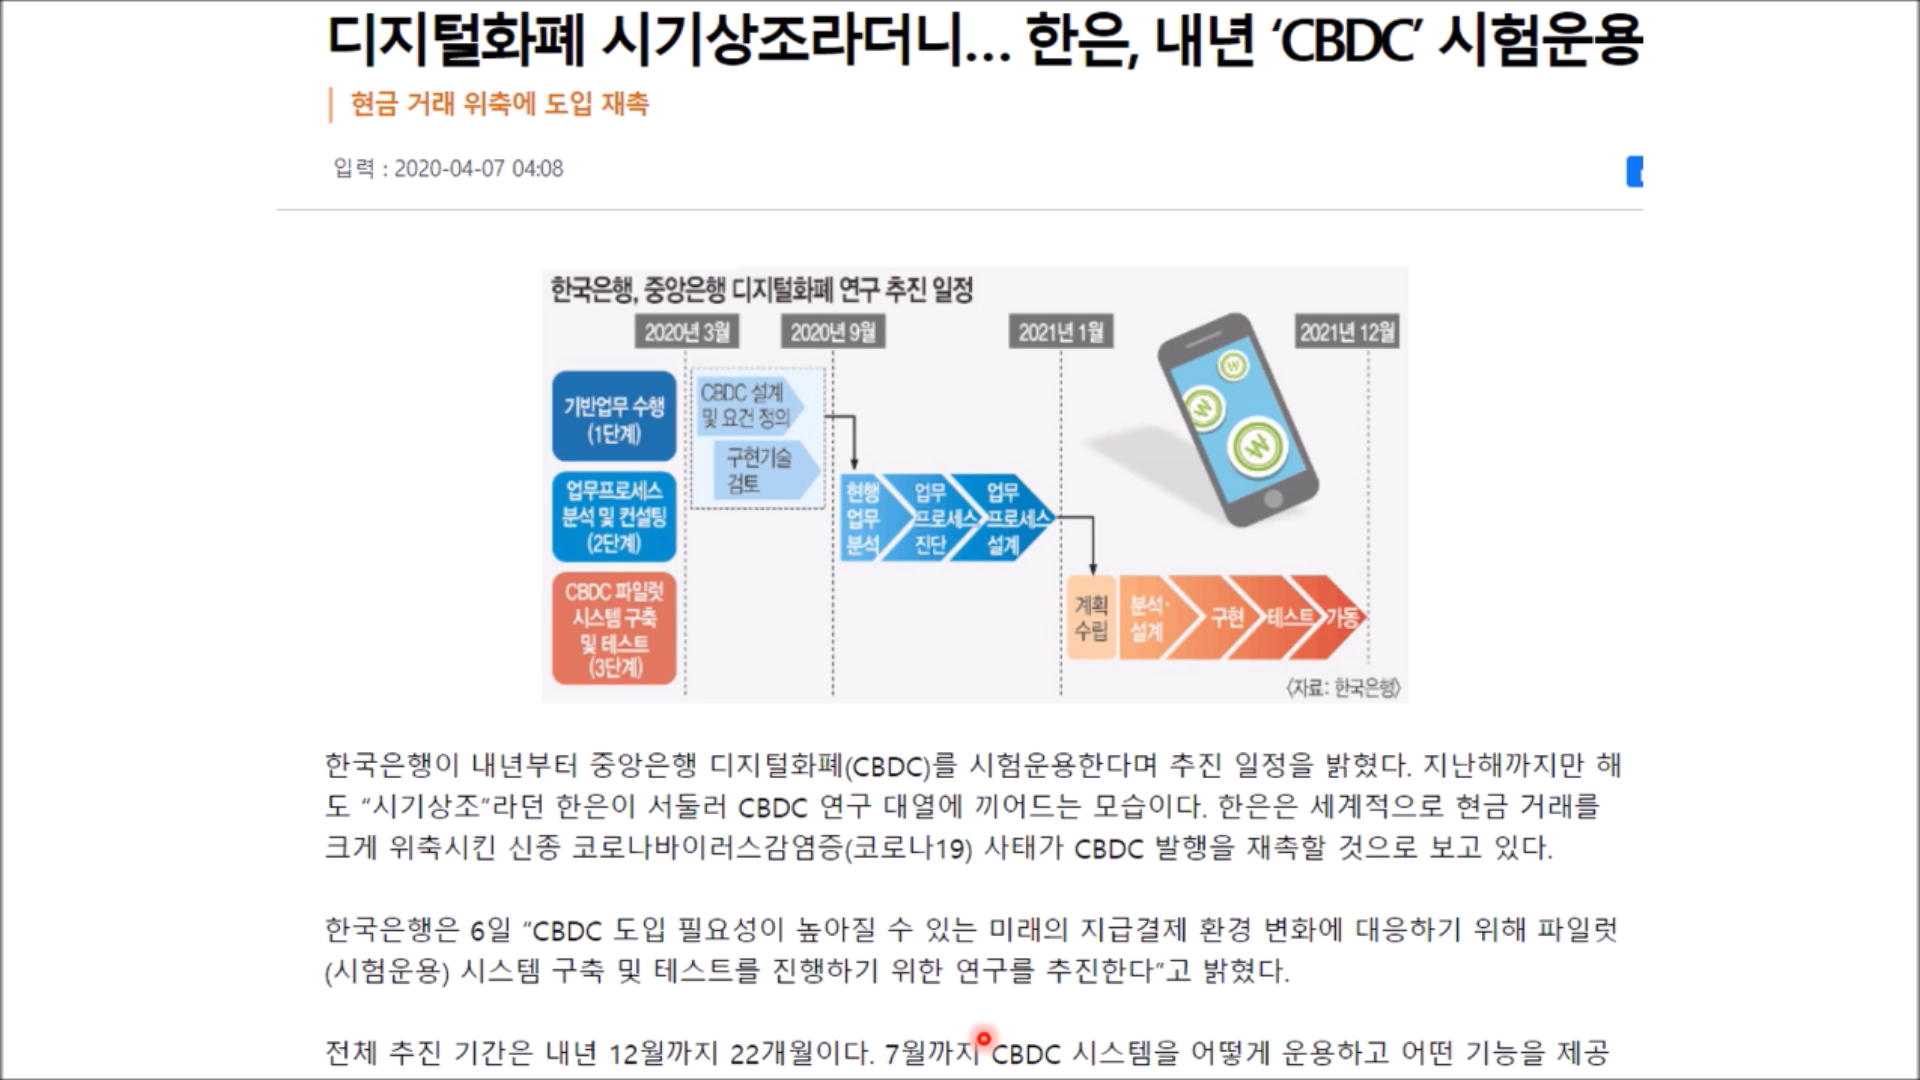 디지털화폐 시기상조라더니… 한은, 내년 ‘CBDC’ 시험운용
현금 거래 위축에 도입 재촉
입력 : 2020-04-07 04:08
한국은행, 중앙은행 디지털화폐 연구 추진 일정
2020년 3월
2020년 9월
2021년 1월
2021년 12월
기반업무 수행
(1단계)
CBDC 설계
및 요건 정의
구현기술
검토
업무프로세스
분석 및 컨설팅
(2단계)
현행
업무
분석
업무
프로세스
진단
업무
프로세스
설계
CBDC 파일럿
시스템 구축
및 테스트
(3단계)
계획
수립
분석·
설계
구현
테스트
가동
〈자료: 한국은행〉
한국은행이 내년부터 중앙은행 디지털화폐(CBDC)를 시험운용한다며 추진 일정을 밝혔다. 지난해까지만 해
도 “시기상조”라던 한은이 서둘러 CBDC 연구 대열에 끼어드는 모습이다. 한은은 세계적으로 현금 거래를
크게 위축시킨 신종 코로나바이러스감염증(코로나19) 사태가 CBDC 발행을 재촉할 것으로 보고 있다.
한국은행은 6일 “CBDC 도입 필요성이 높아질 수 있는 미래의 지급결제 환경 변화에 대응하기 위해 파일럿
(시험운용) 시스템 구축 및 테스트를 진행하기 위한 연구를 추진한다”고 밝혔다.
전체 추진 기간은 내년 12월까지 22개월이다. 7월까지 CBDC 시스템을 어떻게 운용하고 어떤 기능을 제공